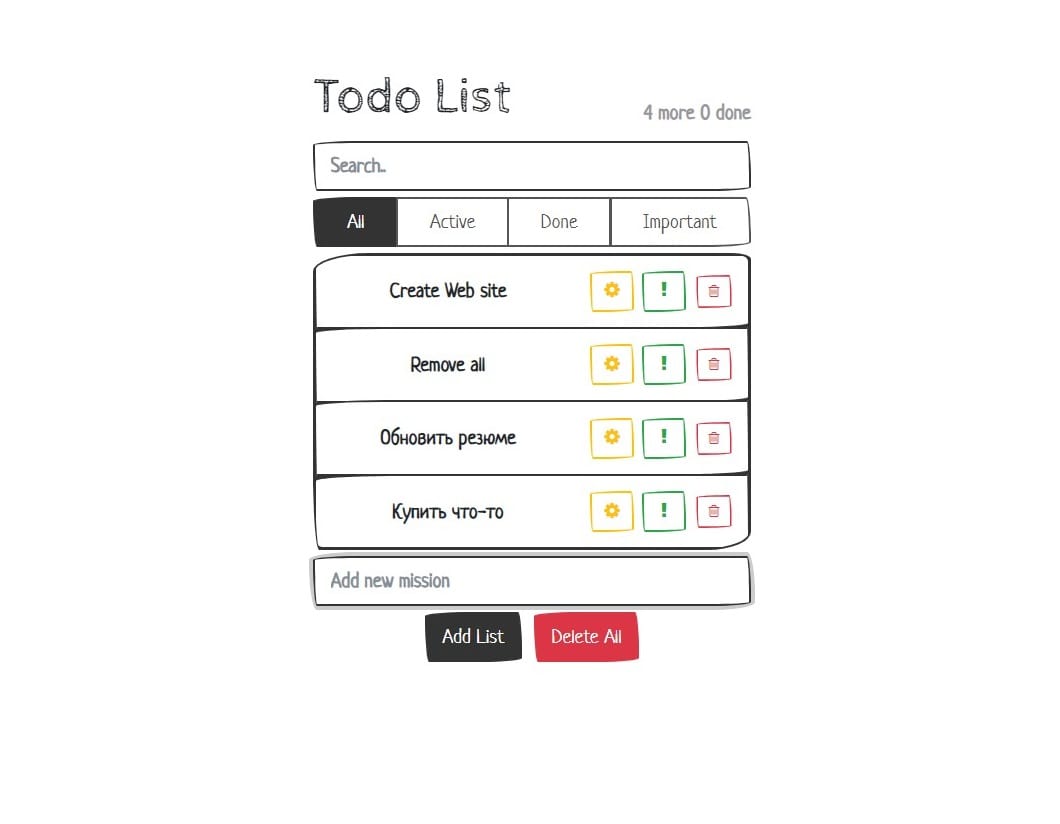 Todo List
4 more 0 done
Search..
All Active Done Important
Create Web site !
Remove all !
Обновить резюме !
Купить что-то !
Add new mission
Add List Delete All